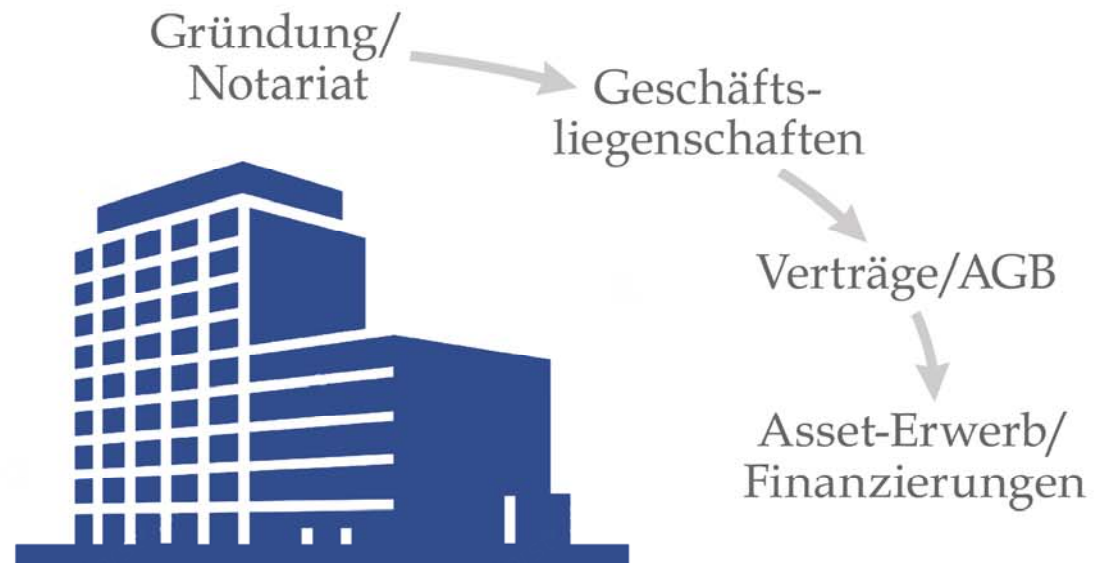 Gründung/
Notariat
Geschäfts-
liegenschaften
Verträge/AGB
Asset-Erwerb/
Finanzierungen